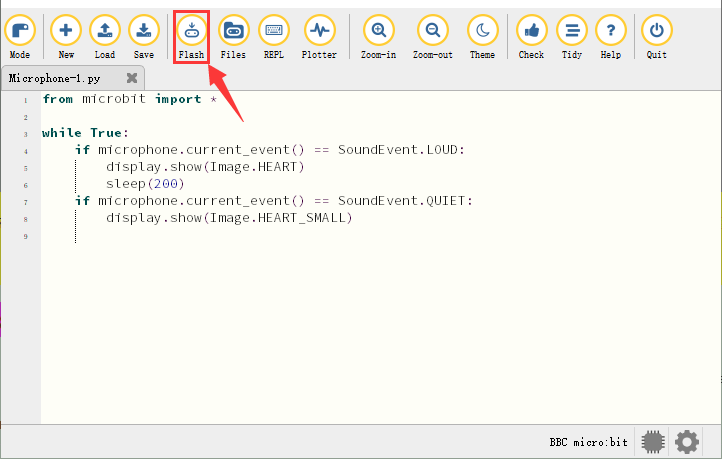 Mode New Load Save Flash Files REPL Plotter Zoom-in Zoom-out Theme Check Tidy Help Quit
Microphone-1.py
1 from microbit import *
2
3 while True:
4 if microphone.current_event() == SoundEvent.LOUD:
5 display.show(Image.HEART)
6 sleep(200)
7 if microphone.current_event() == SoundEvent.QUIET:
8 display.show(Image.HEART_SMALL)
9
BBC micro:bit